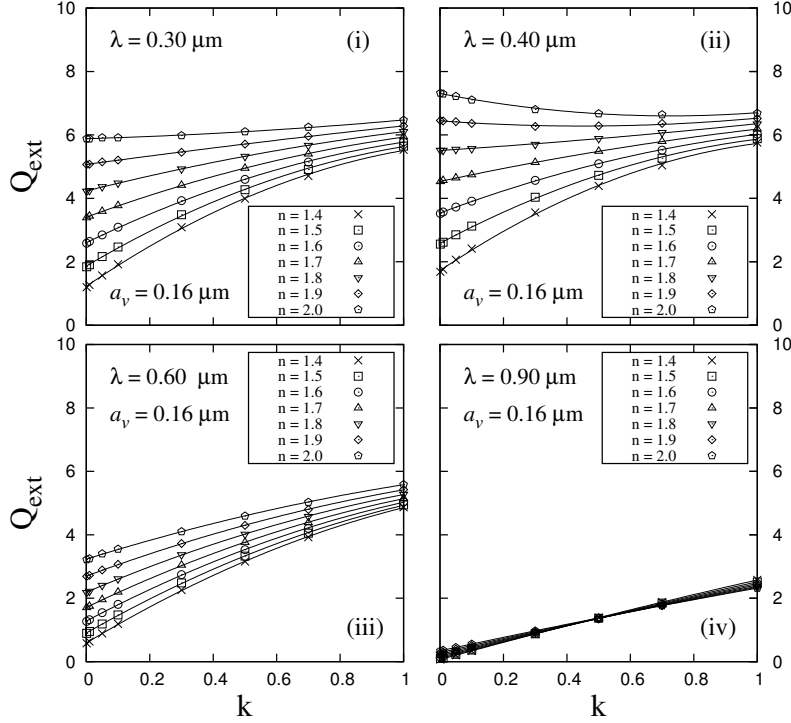 10
8
6
4
2
0
Q_ext
λ = 0.30 μm
(i)
n = 1.4
n = 1.5
n = 1.6
n = 1.7
n = 1.8
n = 1.9
n = 2.0
a_v = 0.16 μm
λ = 0.40 μm
(ii)
n = 1.4
n = 1.5
n = 1.6
n = 1.7
n = 1.8
n = 1.9
n = 2.0
a_v = 0.16 μm
10
8
6
4
2
0
10
8
6
4
2
0
Q_ext
λ = 0.60 μm
a_v = 0.16 μm
n = 1.4
n = 1.5
n = 1.6
n = 1.7
n = 1.8
n = 1.9
n = 2.0
(iii)
0 0.2 0.4 0.6 0.8 1
k
λ = 0.90 μm
a_v = 0.16 μm
n = 1.4
n = 1.5
n = 1.6
n = 1.7
n = 1.8
n = 1.9
n = 2.0
(iv)
10
8
6
4
2
0
0 0.2 0.4 0.6 0.8 1
k